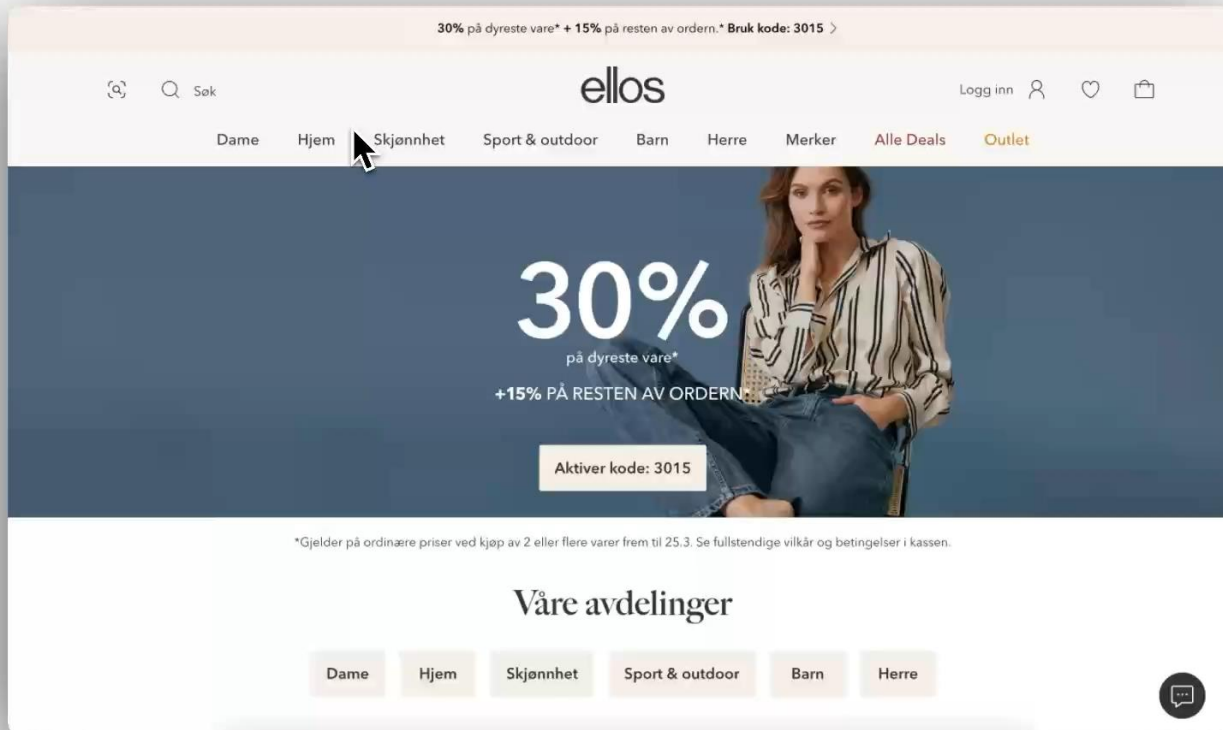 30% på dyreste vare* + 15% på resten av ordern.* Bruk kode: 3015
Søk
ellos
Logg inn
Dame Hjem Skjønnhet Sport & outdoor Barn Herre Merker Alle Deals Outlet
30%
på dyreste vare*
+15% PÅ RESTEN AV ORDERN*
Aktiver kode: 3015
*Gjelder på ordinære priser ved kjøp av 2 eller flere varer frem til 25.3. Se fullstendige vilkår og betingelser i kassen.
Våre avdelinger
Dame Hjem Skjønnhet Sport & outdoor Barn Herre